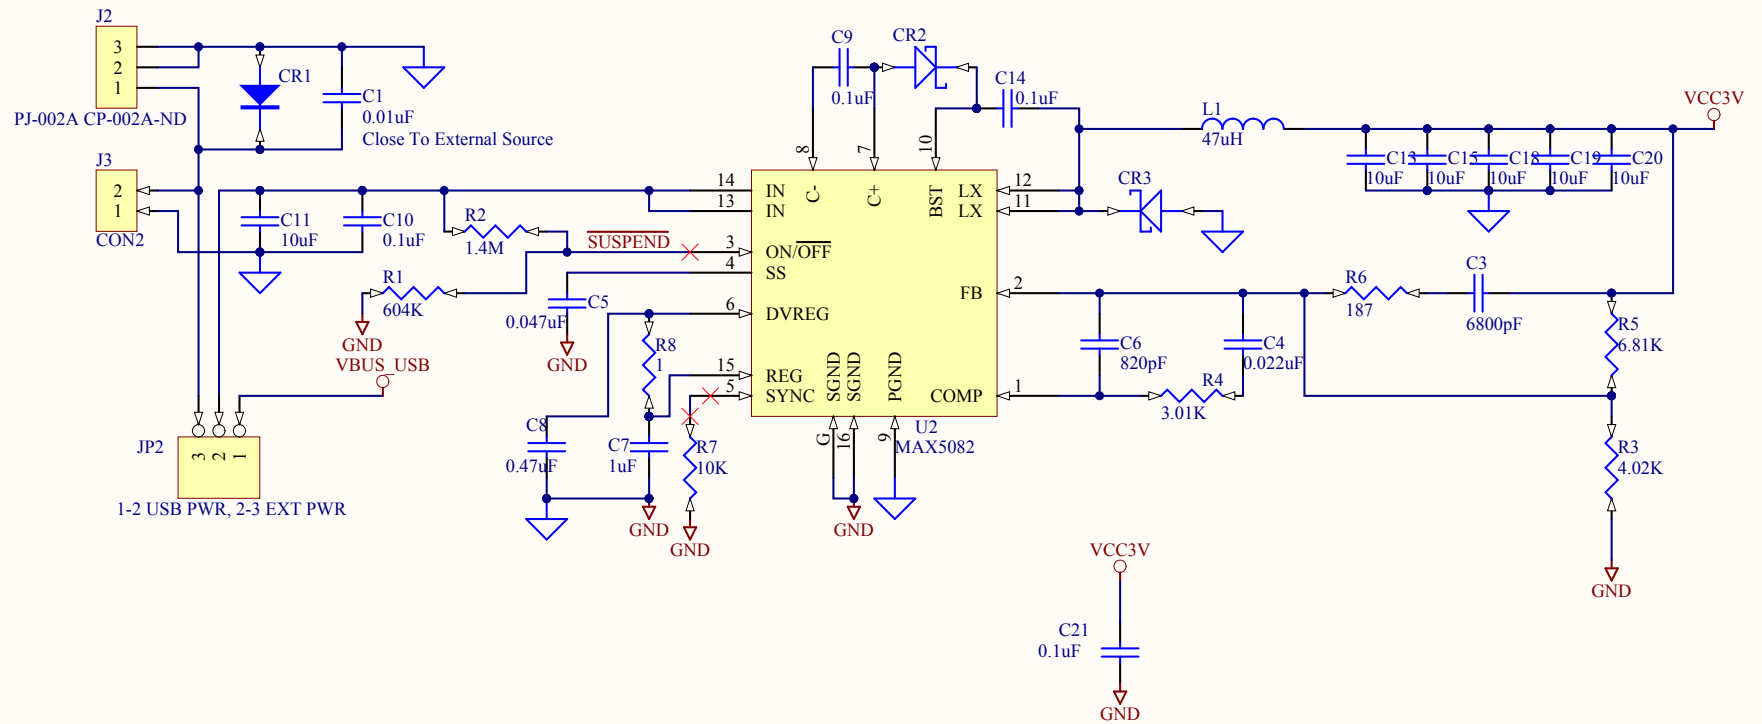 J2
3
2
1
PJ-002A CP-002A-ND
CR1
C1
0.01uF
Close To External Source
J3
2
1
CON2
C11
10uF
C10
0.1uF
R2
1.4M
SUSPEND
R1
604K
GND
VBUS_USB
C5
0.047uF
GND
R8
1
C8
0.47uF
C7
1uF
GND
R7
10K
GND
JP2
3
2
1
1-2 USB PWR, 2-3 EXT PWR
C9
0.1uF
CR2
C14
0.1uF
8
7
10
C-
C+
BST
14
IN
13
IN
3
ON/OFF
4
SS
6
DVREG
15
REG
5
SYNC
12
LX
11
LX
2
FB
1
COMP
SGND
SGND
PGND
G
16
9
U2
MAX5082
GND
CR3
L1
47uH
VCC3V
C13
10uF
C15
10uF
C18
10uF
C19
10uF
C20
10uF
R6
187
C3
6800pF
C6
820pF
C4
0.022uF
R4
3.01K
R5
6.81K
R3
4.02K
GND
VCC3V
C21
0.1uF
GND